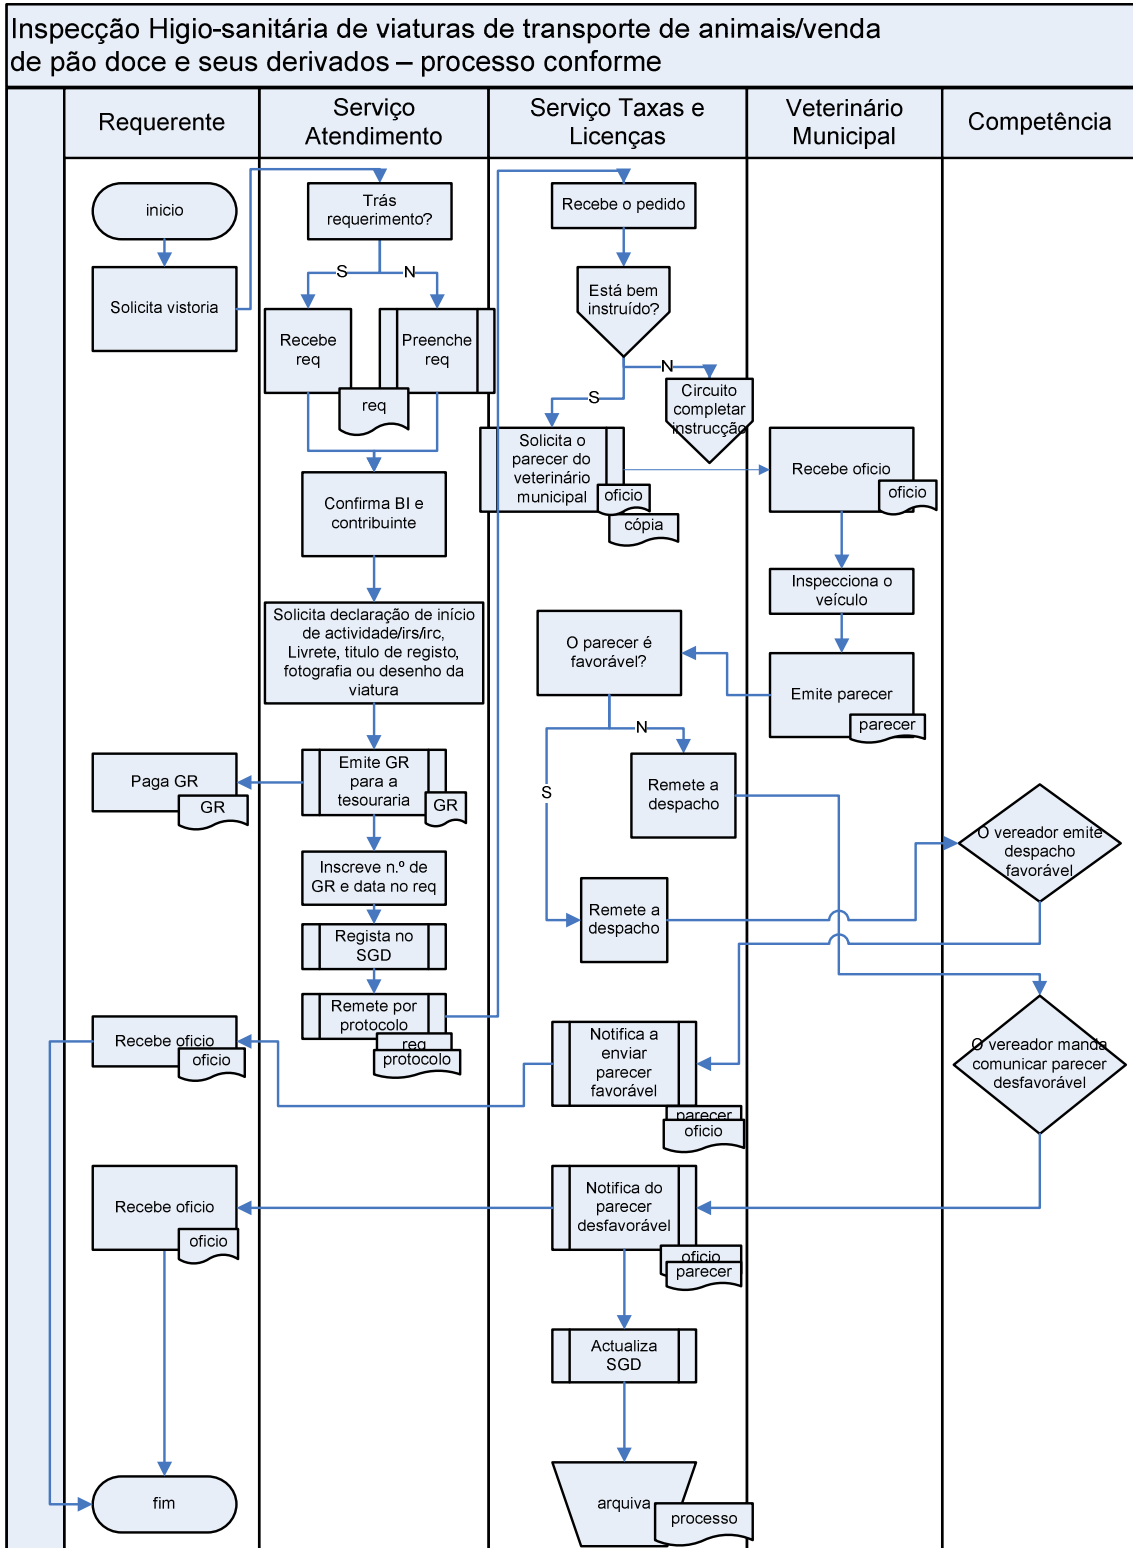 Inspecção Higio-sanitária de viaturas de transporte de animais/venda
de pão doce e seus derivados – processo conforme
Requerente
Serviço
Atendimento
Serviço Taxas e
Licenças
Veterinário
Municipal
Competência
inicio
Solicita vistoria
Trás
requerimento?
S
N
Recebe
req
Preenche
req
req
Confirma BI e
contribuinte
Solicita declaração de início
de actividade/irs/irc,
Livrete, titulo de registo,
fotografia ou desenho da
viatura
Emite GR
para a
tesouraria
GR
Paga GR
GR
Inscreve n.º de
GR e data no req
Regista no
SGD
Remete por
protocolo
req
protocolo
Recebe o pedido
Está bem
instruído?
N
S
Circuito
completar
instrucção
Solicita o
parecer do
veterinário
municipal
oficio
cópia
Recebe oficio
oficio
Inspecciona o
veículo
Emite parecer
parecer
O parecer é
favorável?
N
S
Remete a
despacho
Remete a
despacho
O vereador emite
despacho
favorável
O vereador manda
comunicar parecer
desfavorável
Notifica a
enviar
parecer
favorável
parecer
oficio
Recebe oficio
oficio
Notifica do
parecer
desfavorável
oficio
parecer
Recebe oficio
oficio
Actualiza
SGD
arquiva
processo
fim